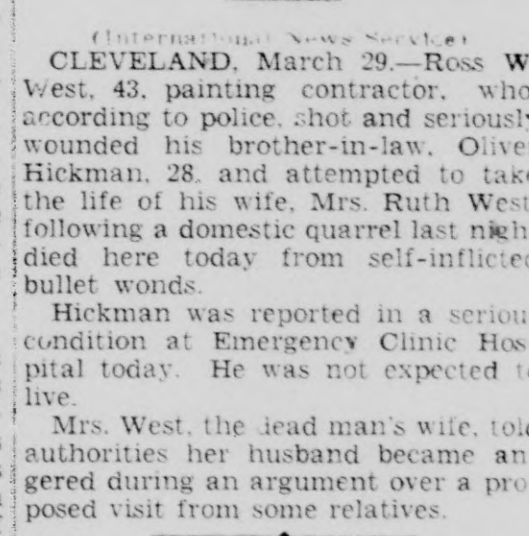 (International News Service)
CLEVELAND, March 29.—Ross W
West, 43, painting contractor, who
according to police, shot and seriously
wounded his brother-in-law, Olive
Hickman, 28, and attempted to take
the life of his wife, Mrs. Ruth West
following a domestic quarrel last nigh
died here today from self-inflicted
bullet wonds.
Hickman was reported in a seriou
condition at Emergency Clinic Hos
pital today. He was not expected t
live.
Mrs. West, the dead man's wife, told
authorities her husband became an
gered during an argument over a pro
posed visit from some relatives.